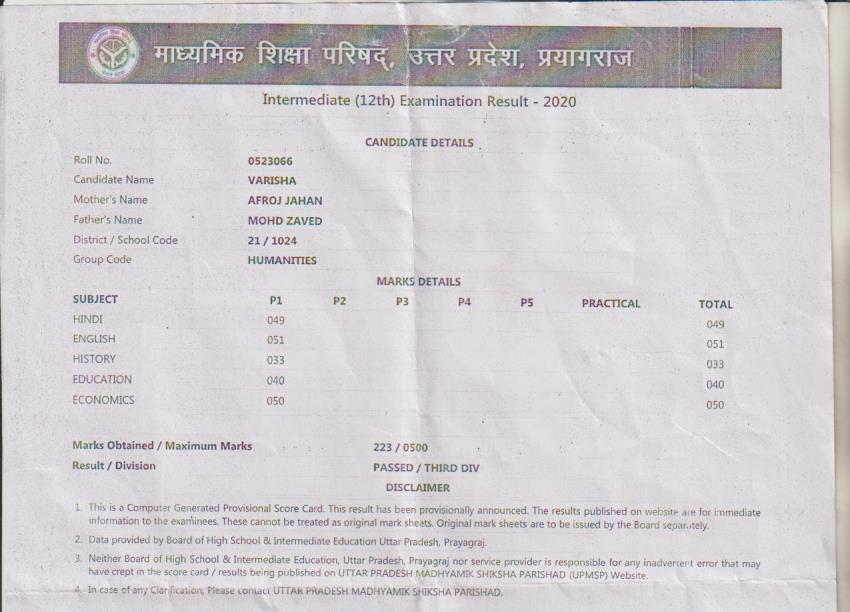 माध्यमिक शिक्षा परिषद्, उत्तर प्रदेश, प्रयागराज
Intermediate (12th) Examination Result - 2020
CANDIDATE DETAILS
Roll No. 0523066
Candidate Name VARISHA
Mother's Name AFROJ JAHAN
Father's Name MOHD ZAVED
District / School Code 21 / 1024
Group Code HUMANITIES
MARKS DETAILS
SUBJECT P1 P2 P3 P4 P5 PRACTICAL TOTAL
HINDI 049 049
ENGLISH 051 051
HISTORY 033 033
EDUCATION 040 040
ECONOMICS 050 050
Marks Obtained / Maximum Marks 223 / 0500
Result / Division PASSED / THIRD DIV
DISCLAIMER
1. This is a Computer Generated Provisional Score Card. This result has been provisionally announced. The results published on website are for immediate
information to the examinees. These cannot be treated as original mark sheets. Original mark sheets are to be issued by the Board separately.
2. Data provided by Board of High School & Intermediate Education Uttar Pradesh, Prayagraj.
3. Neither Board of High School & Intermediate Education, Uttar Pradesh, Prayagraj nor service provider is responsible for any inadvertent error that may
have crept in the score card / results being published on UTTAR PRADESH MADHYAMIK SHIKSHA PARISHAD (UPMSP) Website.
4. In case of any Clarification, Please contact UTTAR PRADESH MADHYAMIK SHIKSHA PARISHAD.